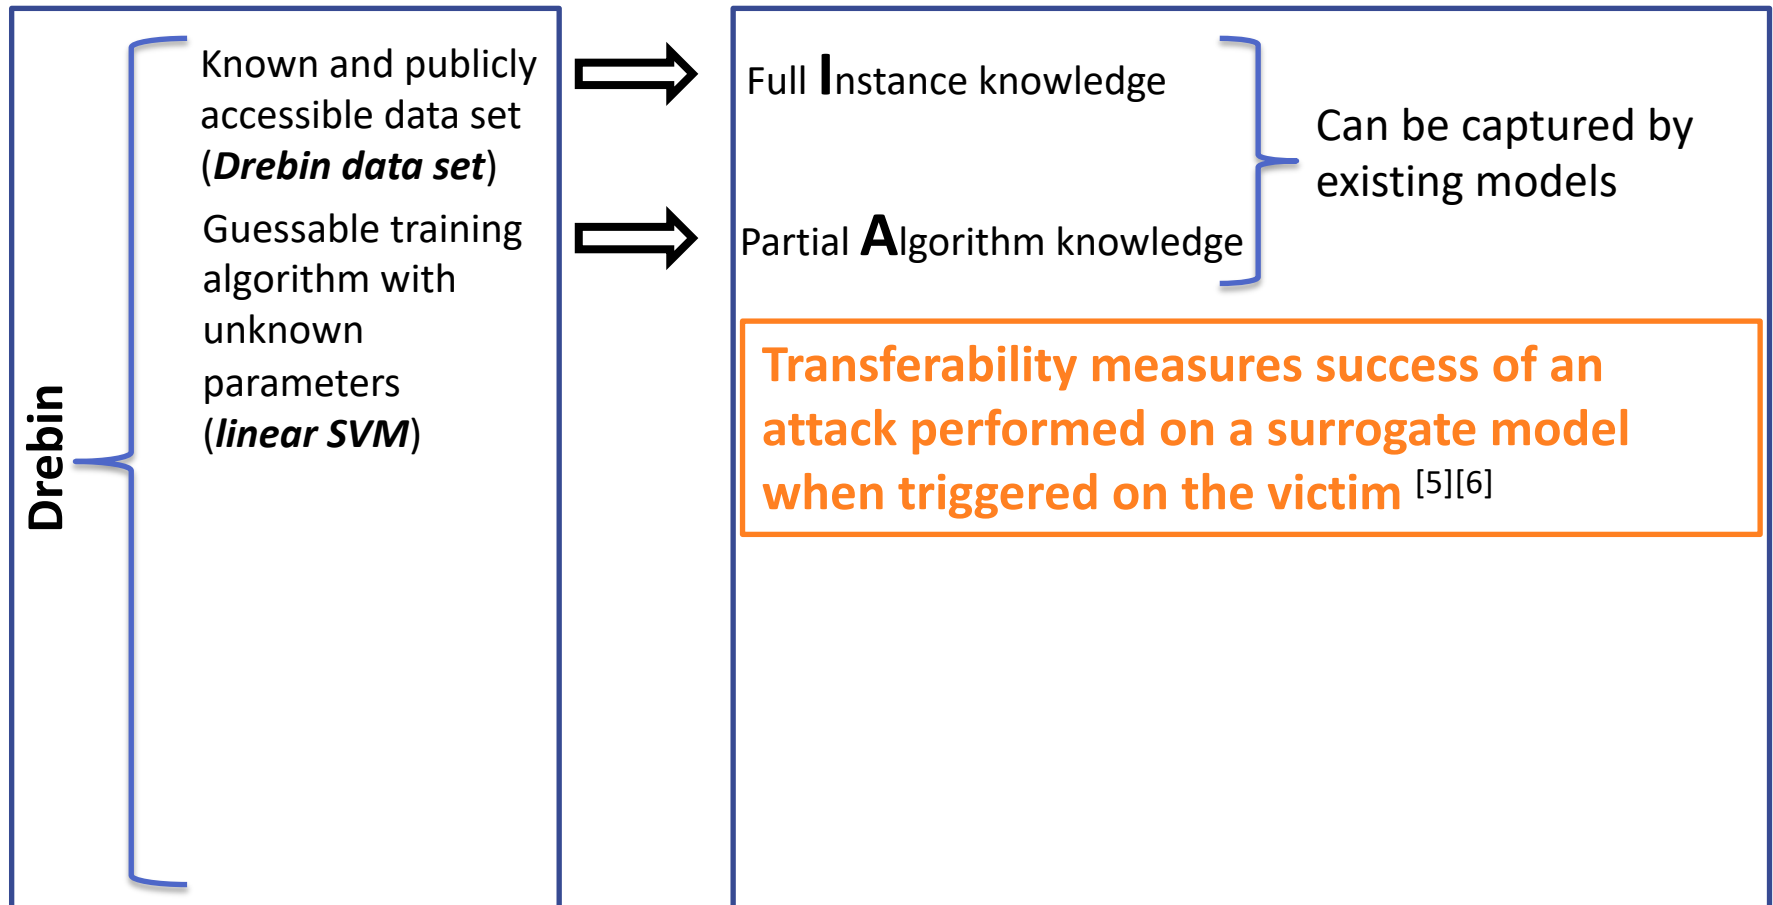 Drebin
Known and publicly
accessible data set
(Drebin data set)
Guessable training
algorithm with
unknown
parameters
(linear SVM)
Full Instance knowledge
Partial Algorithm knowledge
Can be captured by
existing models
Transferability measures success of an
attack performed on a surrogate model
when triggered on the victim [5][6]